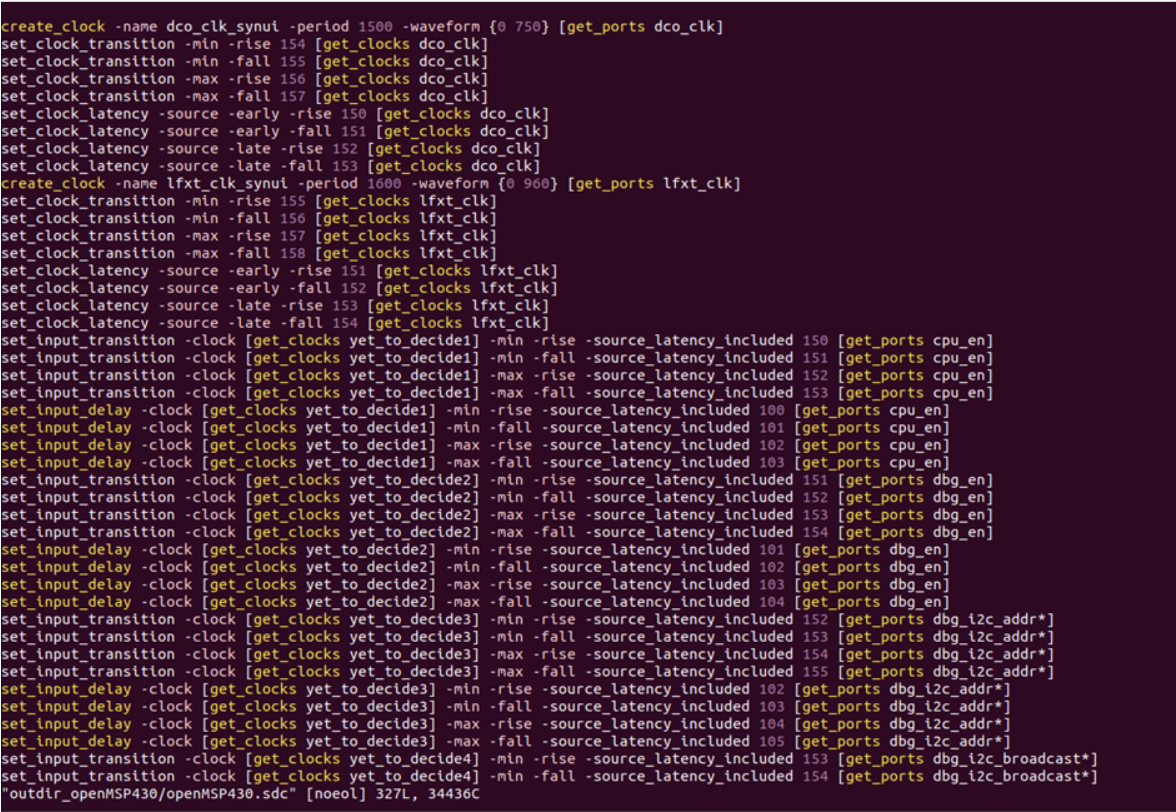 create_clock -name dco_clk_synui -period 1500 -waveform {0 750} [get_ports dco_clk]
set_clock_transition -min -rise 154 [get_clocks dco_clk]
set_clock_transition -min -fall 155 [get_clocks dco_clk]
set_clock_transition -max -rise 156 [get_clocks dco_clk]
set_clock_transition -max -fall 157 [get_clocks dco_clk]
set_clock_latency -source -early -rise 150 [get_clocks dco_clk]
set_clock_latency -source -early -fall 151 [get_clocks dco_clk]
set_clock_latency -source -late -rise 152 [get_clocks dco_clk]
set_clock_latency -source -late -fall 153 [get_clocks dco_clk]
create_clock -name lfxt_clk_synui -period 1600 -waveform {0 960} [get_ports lfxt_clk]
set_clock_transition -min -rise 155 [get_clocks lfxt_clk]
set_clock_transition -min -fall 156 [get_clocks lfxt_clk]
set_clock_transition -max -rise 157 [get_clocks lfxt_clk]
set_clock_transition -max -fall 158 [get_clocks lfxt_clk]
set_clock_latency -source -early -rise 151 [get_clocks lfxt_clk]
set_clock_latency -source -early -fall 152 [get_clocks lfxt_clk]
set_clock_latency -source -late -rise 153 [get_clocks lfxt_clk]
set_clock_latency -source -late -fall 154 [get_clocks lfxt_clk]
set_input_transition -clock [get_clocks yet_to_decide1] -min -rise -source_latency_included 150 [get_ports cpu_en]
set_input_transition -clock [get_clocks yet_to_decide1] -min -fall -source_latency_included 151 [get_ports cpu_en]
set_input_transition -clock [get_clocks yet_to_decide1] -max -rise -source_latency_included 152 [get_ports cpu_en]
set_input_transition -clock [get_clocks yet_to_decide1] -max -fall -source_latency_included 153 [get_ports cpu_en]
set_input_delay -clock [get_clocks yet_to_decide1] -min -rise -source_latency_included 100 [get_ports cpu_en]
set_input_delay -clock [get_clocks yet_to_decide1] -min -fall -source_latency_included 101 [get_ports cpu_en]
set_input_delay -clock [get_clocks yet_to_decide1] -max -rise -source_latency_included 102 [get_ports cpu_en]
set_input_delay -clock [get_clocks yet_to_decide1] -max -fall -source_latency_included 103 [get_ports cpu_en]
set_input_transition -clock [get_clocks yet_to_decide2] -min -rise -source_latency_included 151 [get_ports dbg_en]
set_input_transition -clock [get_clocks yet_to_decide2] -min -fall -source_latency_included 152 [get_ports dbg_en]
set_input_transition -clock [get_clocks yet_to_decide2] -max -rise -source_latency_included 153 [get_ports dbg_en]
set_input_transition -clock [get_clocks yet_to_decide2] -max -fall -source_latency_included 154 [get_ports dbg_en]
set_input_delay -clock [get_clocks yet_to_decide2] -min -rise -source_latency_included 101 [get_ports dbg_en]
set_input_delay -clock [get_clocks yet_to_decide2] -min -fall -source_latency_included 102 [get_ports dbg_en]
set_input_delay -clock [get_clocks yet_to_decide2] -max -rise -source_latency_included 103 [get_ports dbg_en]
set_input_delay -clock [get_clocks yet_to_decide2] -max -fall -source_latency_included 104 [get_ports dbg_en]
set_input_transition -clock [get_clocks yet_to_decide3] -min -rise -source_latency_included 152 [get_ports dbg_i2c_addr*]
set_input_transition -clock [get_clocks yet_to_decide3] -min -fall -source_latency_included 153 [get_ports dbg_i2c_addr*]
set_input_transition -clock [get_clocks yet_to_decide3] -max -rise -source_latency_included 154 [get_ports dbg_i2c_addr*]
set_input_transition -clock [get_clocks yet_to_decide3] -max -fall -source_latency_included 155 [get_ports dbg_i2c_addr*]
set_input_delay -clock [get_clocks yet_to_decide3] -min -rise -source_latency_included 102 [get_ports dbg_i2c_addr*]
set_input_delay -clock [get_clocks yet_to_decide3] -min -fall -source_latency_included 103 [get_ports dbg_i2c_addr*]
set_input_delay -clock [get_clocks yet_to_decide3] -max -rise -source_latency_included 104 [get_ports dbg_i2c_addr*]
set_input_delay -clock [get_clocks yet_to_decide3] -max -fall -source_latency_included 105 [get_ports dbg_i2c_addr*]
set_input_transition -clock [get_clocks yet_to_decide4] -min -rise -source_latency_included 153 [get_ports dbg_i2c_broadcast*]
set_input_transition -clock [get_clocks yet_to_decide4] -min -fall -source_latency_included 154 [get_ports dbg_i2c_broadcast*]
"outdir_openMSP430/openMSP430.sdc" [noeol] 327L, 34436C